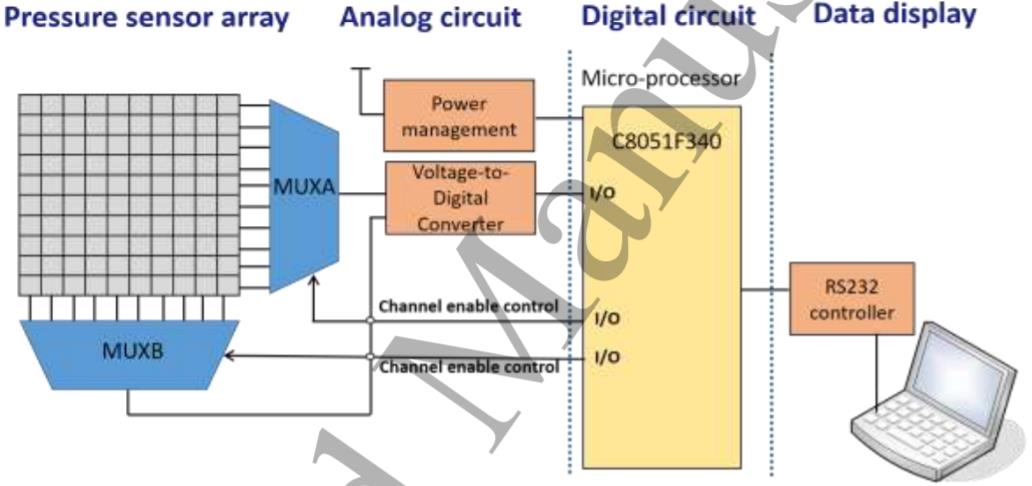 Pressure sensor array
Analog circuit
Digital circuit
Data display
Micro-processor
Power
management
C8051F340
MUXA
Voltage-to-
Digital
Converter
I/O
RS232
controller
Channel enable control
I/O
MUXB
I/O
Channel enable control